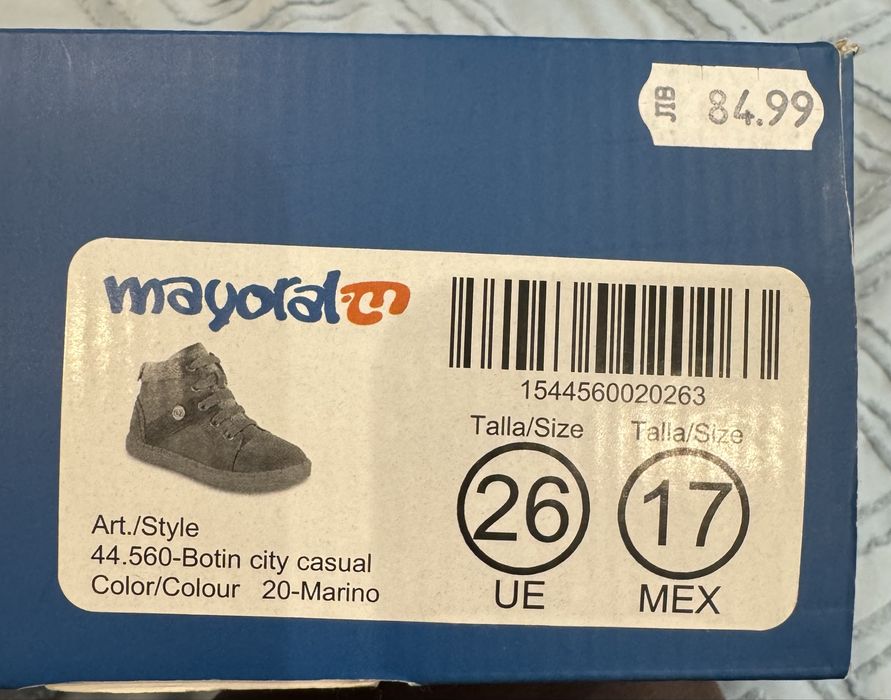 ЛВ 84.99
mayoral
1544560020263
Talla/Size Talla/Size
26 17
UE MEX
Art./Style
44.560-Botin city casual
Color/Colour 20-Marino